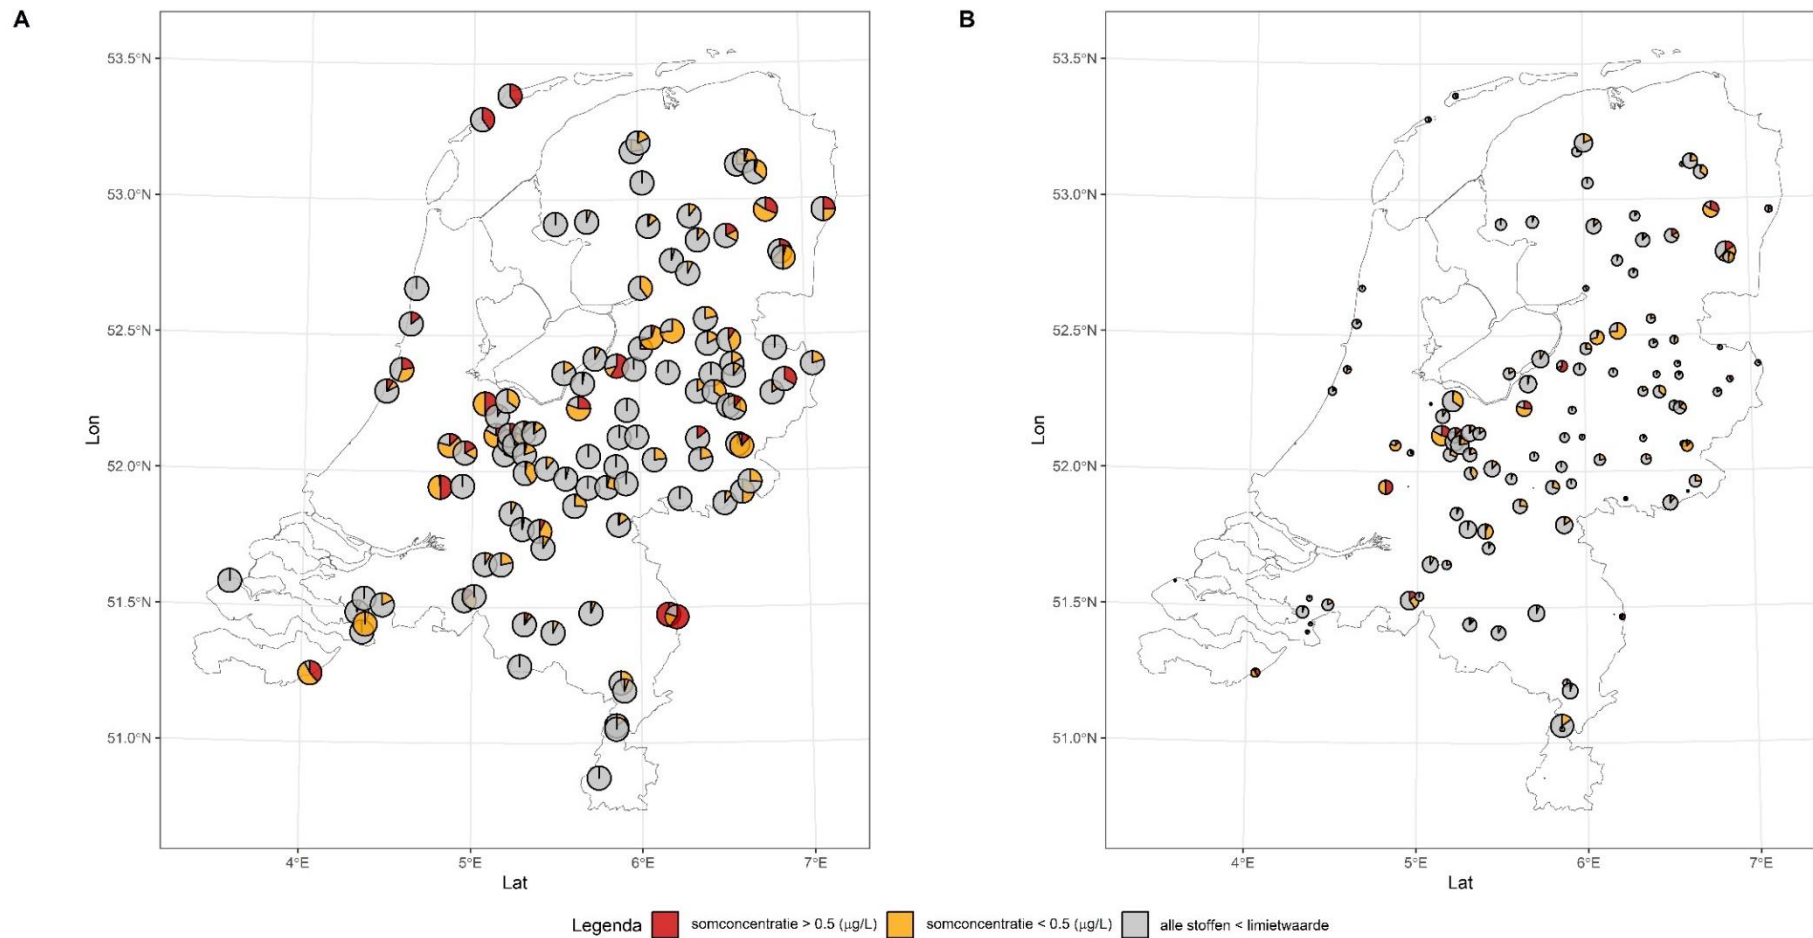 A
B
53.5°N
53.0°N
52.5°N
52.0°N
51.5°N
51.0°N
Lon
4°E 5°E 6°E 7°E
Lat
53.5°N
53.0°N
52.5°N
52.0°N
51.5°N
51.0°N
Lon
4°E 5°E 6°E 7°E
Lat
Legenda somconcentratie > 0.5 (μg/L) somconcentratie < 0.5 (μg/L) alle stoffen < limietwaarde